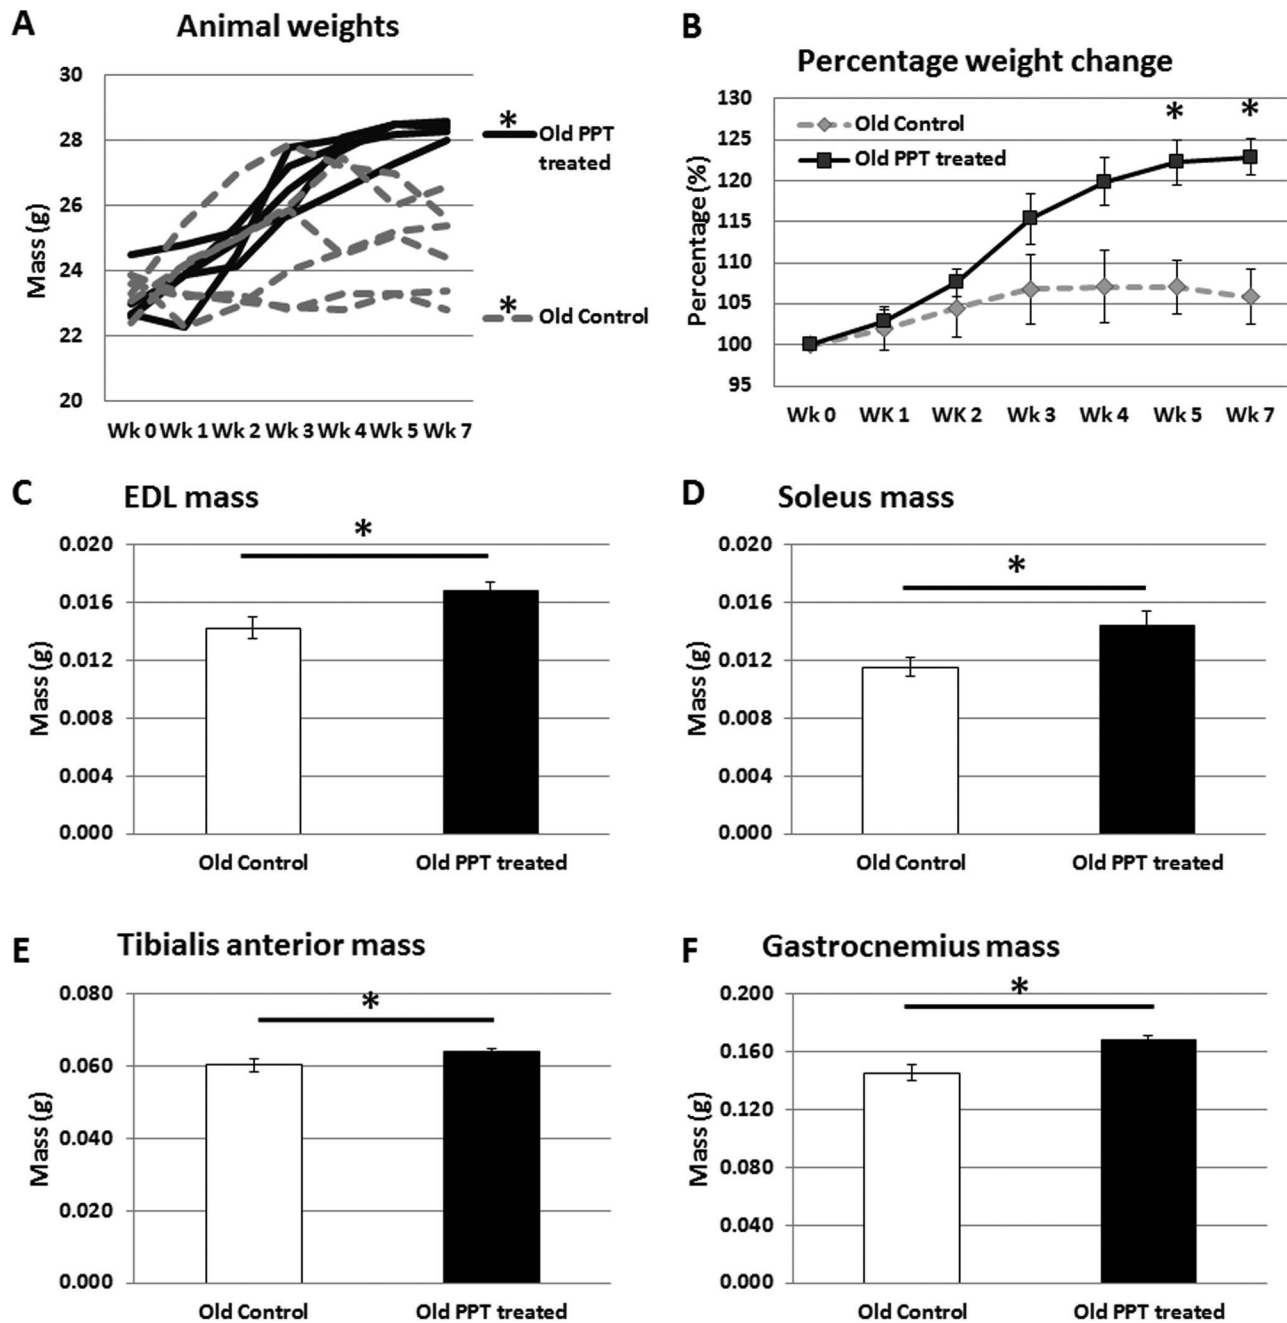 A
Animal weights
30
28
26
24
22
20
Mass (g)
Wk 0 Wk 1 Wk 2 Wk 3 Wk 4 Wk 5 Wk 7
* Old PPT
treated
* Old Control
B
Percentage weight change
130
125
120
115
110
105
100
95
Percentage (%)
Old Control
Old PPT treated
* *
Wk 0 WK 1 WK 2 Wk 3 Wk 4 Wk 5 Wk 7
C
EDL mass
*
0.020
0.016
0.012
0.008
0.004
0.000
Mass (g)
Old Control Old PPT treated
D
Soleus mass
*
0.020
0.016
0.012
0.008
0.004
0.000
Mass (g)
Old Control Old PPT treated
E
Tibialis anterior mass
*
0.080
0.060
0.040
0.020
0.000
Mass (g)
Old Control Old PPT treated
F
Gastrocnemius mass
*
0.200
0.160
0.120
0.080
0.040
0.000
Mass (g)
Old Control Old PPT treated